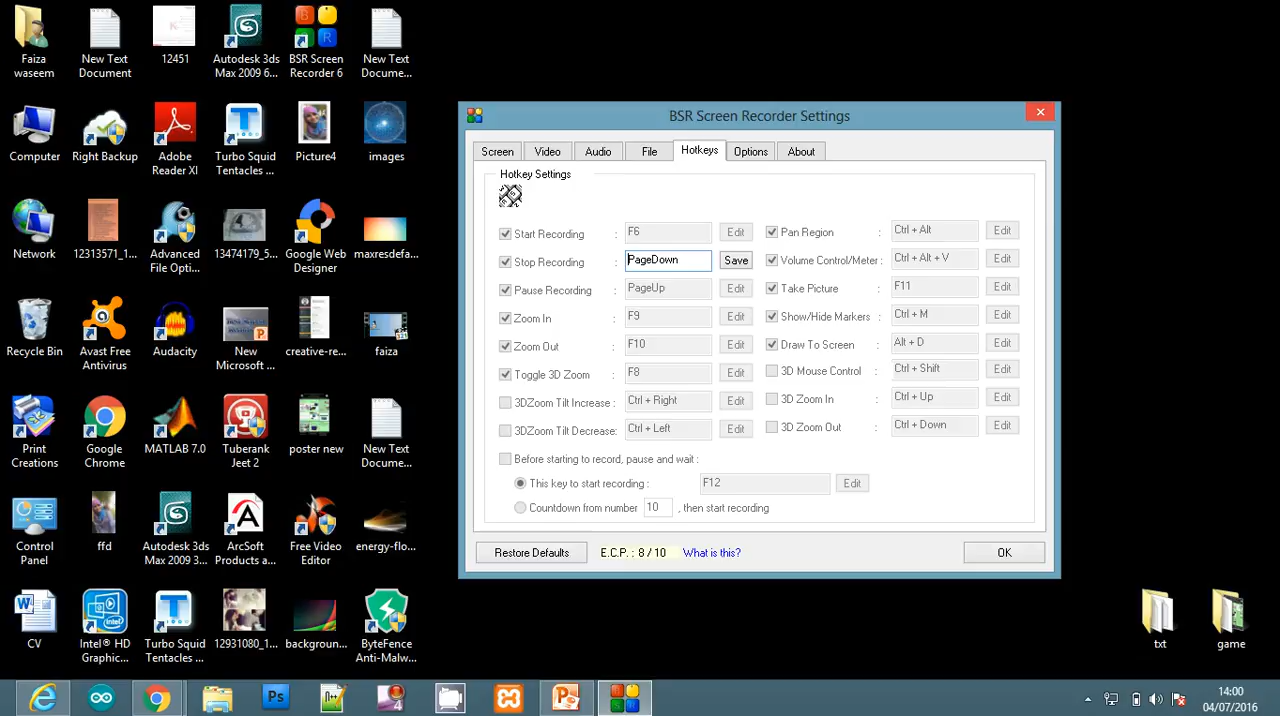 Faiza
waseem
New Text
Document
12451
Autodesk 3ds
Max 2009 6...
BSR Screen
Recorder 6
New Text
Docume...
Computer
Right Backup
Adobe
Reader XI
Turbo Squid
Tentacles ...
Picture4
images
Network
12313571_1...
Advanced
File Opti...
13474179_5...
Google Web
Designer
maxresdefa...
Recycle Bin
Avast Free
Antivirus
Audacity
New
Microsoft ...
creative-re...
faiza
Print
Creations
Google
Chrome
MATLAB 7.0
Tuberank
Jeet 2
poster new
New Text
Docume...
Control
Panel
ffd
Autodesk 3ds
Max 2009 3...
ArcSoft
Products a...
Free Video
Editor
energy-flo...
CV
Intel® HD
Graphic...
Turbo Squid
Tentacles ...
12931080_1...
backgroun...
ByteFence
Anti-Malw...
txt
game
BSR Screen Recorder Settings
Screen
Video
Audio
File
Hotkeys
Options
About
Hotkey Settings
Start Recording : F6 Edit
Stop Recording : PageDown Save
Pause Recording : PageUp Edit
Zoom In : F9 Edit
Zoom Out : F10 Edit
Toggle 3D Zoom : F8 Edit
3DZoom Tilt Increase : Ctrl + Right Edit
3DZoom Tilt Decrease: Ctrl + Left Edit
Pan Region : Ctrl + Alt Edit
Volume Control/Meter : Ctrl + Alt + V Edit
Take Picture : F11 Edit
Show/Hide Markers : Ctrl + M Edit
Draw To Screen : Alt + D Edit
3D Mouse Control : Ctrl + Shift Edit
3D Zoom In : Ctrl + Up Edit
3D Zoom Out : Ctrl + Down Edit
Before starting to record, pause and wait :
This key to start recording : F12 Edit
Countdown from number 10 , then start recording
Restore Defaults
E.C.P. : 8 / 10
What is this?
OK
14:00
04/07/2016